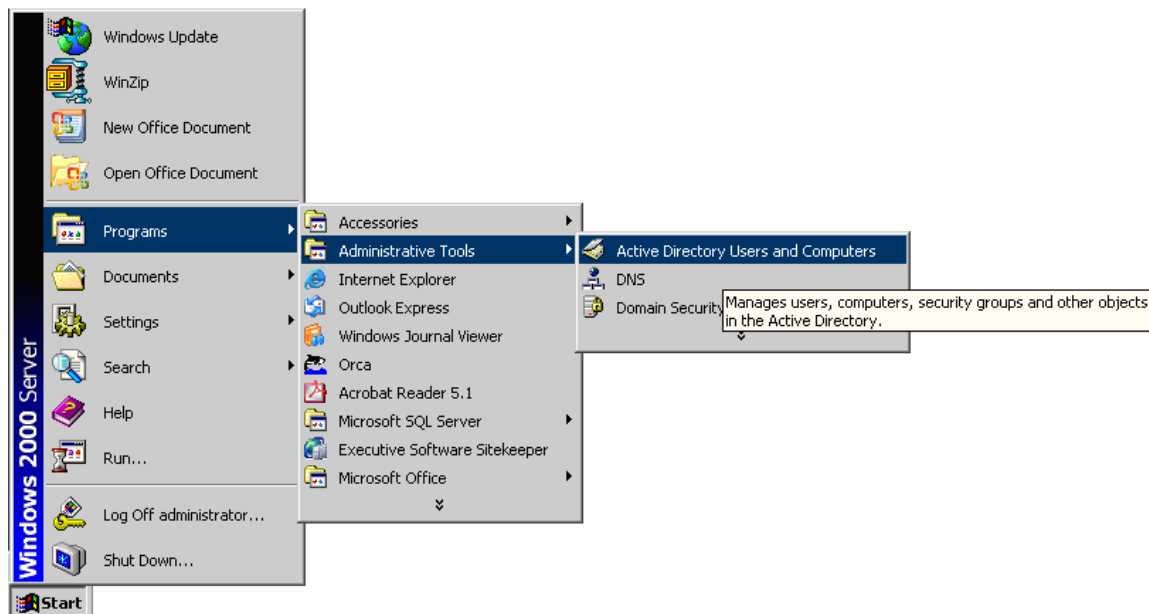 Windows Update
WinZip
New Office Document
Open Office Document
Programs
Documents
Settings
Search
Help
Run...
Log Off administrator...
Shut Down...
Windows 2000 Server
Start
Accessories
Administrative Tools
Internet Explorer
Outlook Express
Windows Journal Viewer
Orca
Acrobat Reader 5.1
Microsoft SQL Server
Executive Software Sitekeeper
Microsoft Office
Active Directory Users and Computers
DNS
Domain Security
Manages users, computers, security groups and other objects
in the Active Directory.